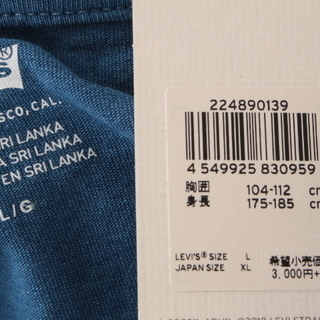 ®
S
SCO, CAL.
SRI LANKA
A SRI LANKA
EN SRI LANKA
L/G
224890139
4 549925 830959
胸囲 104-112 cm
身長 175-185 cm
LEVI'S® SIZE L
JAPAN SIZE XL
希望小売価
3,000円+